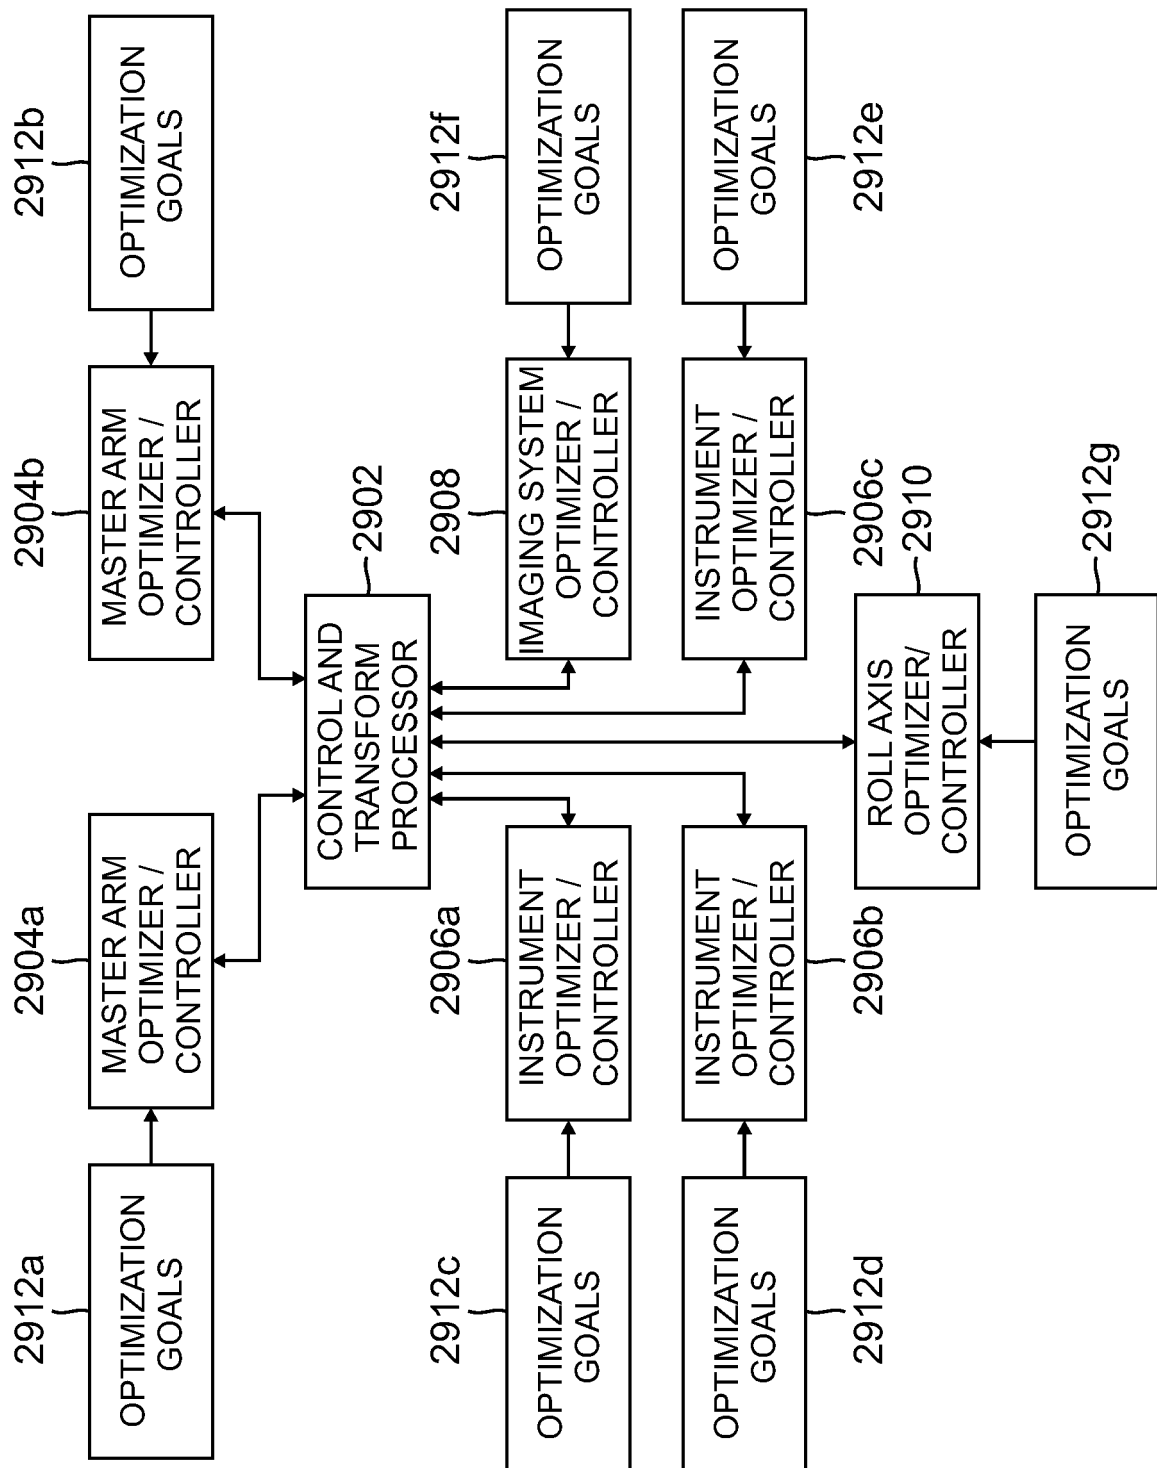 2912a
OPTIMIZATION
GOALS
2904a
MASTER ARM
OPTIMIZER /
CONTROLLER
2904b
MASTER ARM
OPTIMIZER /
CONTROLLER
2912b
OPTIMIZATION
GOALS
CONTROL AND
TRANSFORM
PROCESSOR
2902
2912c
OPTIMIZATION
GOALS
2906a
INSTRUMENT
OPTIMIZER /
CONTROLLER
2908
IMAGING SYSTEM
OPTIMIZER /
CONTROLLER
2912f
OPTIMIZATION
GOALS
OPTIMIZATION
GOALS
2912d
INSTRUMENT
OPTIMIZER /
CONTROLLER
2906b
INSTRUMENT
OPTIMIZER /
CONTROLLER
2906c
OPTIMIZATION
GOALS
2912e
ROLL AXIS
OPTIMIZER/
CONTROLLER
2910
OPTIMIZATION
GOALS
2912g